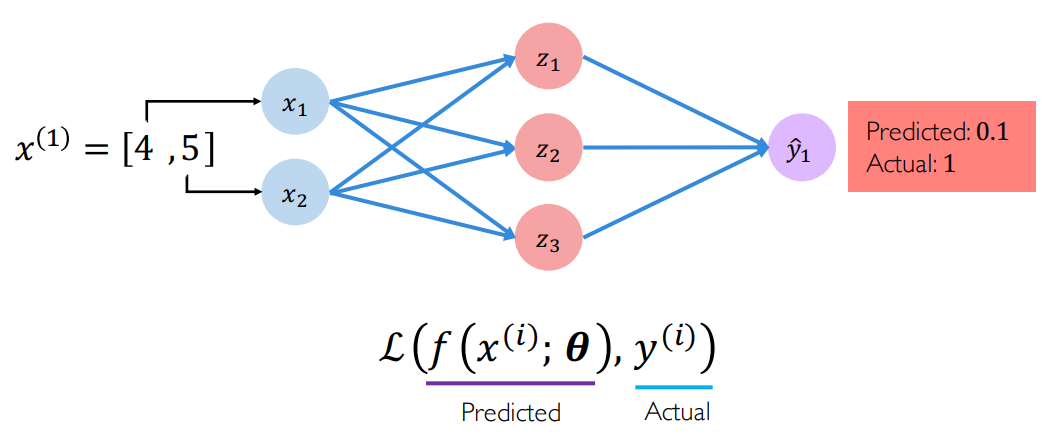 x⁽¹⁾ = [4 ,5]
x₁
x₂
z₁
z₂
z₃
ŷ₁
Predicted: 0.1
Actual: 1
ℒ(f(x⁽ⁱ⁾; θ), y⁽ⁱ⁾)
Predicted
Actual